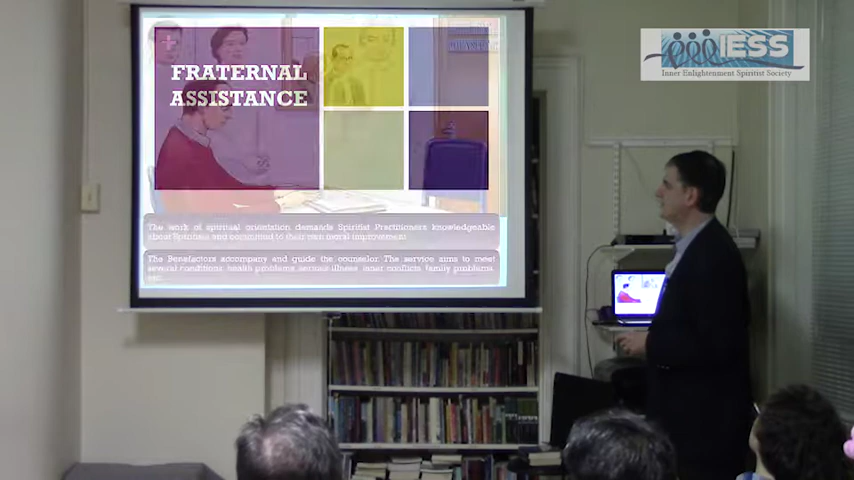 FRATERNAL
ASSISTANCE
IESS
Inner Enlightenment Spiritist Society
The work of spiritual orientation demands Spiritist Practitioners knowledgeable
about Spiritism and committed to their own moral improvement.
The Benefactors accompany and guide the counselor. The service aims to meet
several conditions: health problems, serious illness, inner conflicts, family problems,